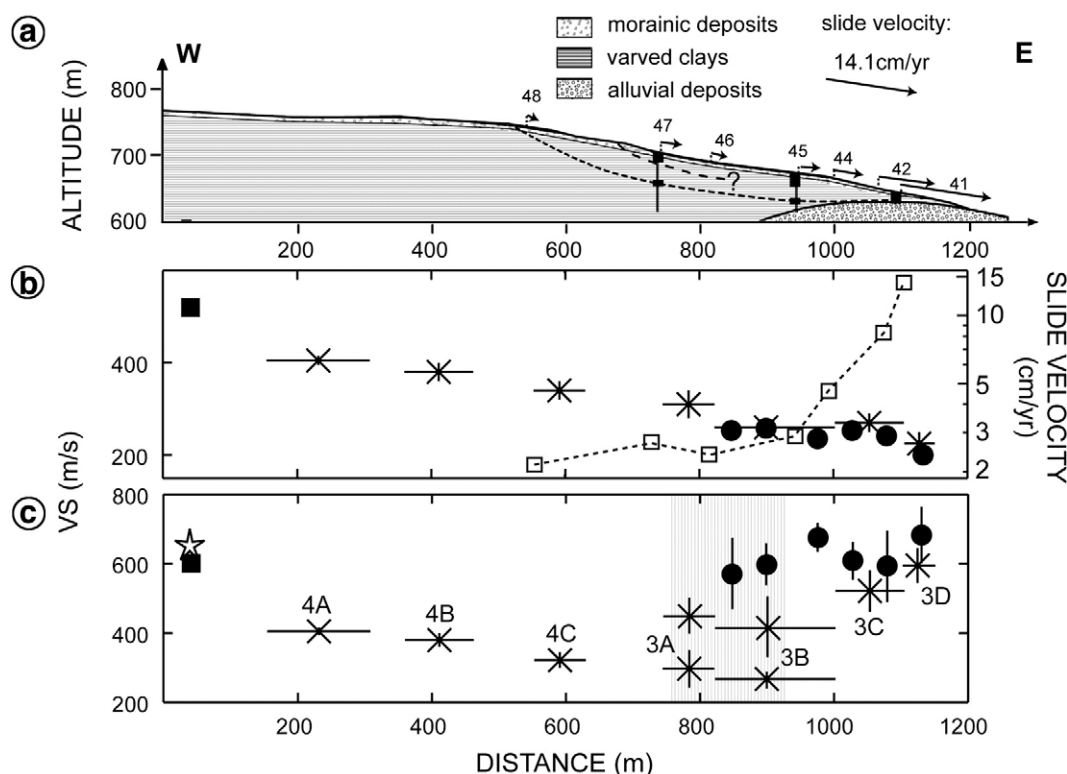 a
W
E
morainic deposits
varved clays
alluvial deposits
slide velocity:
14.1cm/yr
ALTITUDE (m)
800
700
600
48
47
46
45
44
42
41
?
200
400
600
800
1000
1200
b
400
200
15
10
5
3
2
SLIDE VELOCITY
(cm/yr)
VS (m/s)
c
800
600
400
200
4A
4B
4C
3A
3B
3C
3D
200
400
600
800
1000
1200
DISTANCE (m)